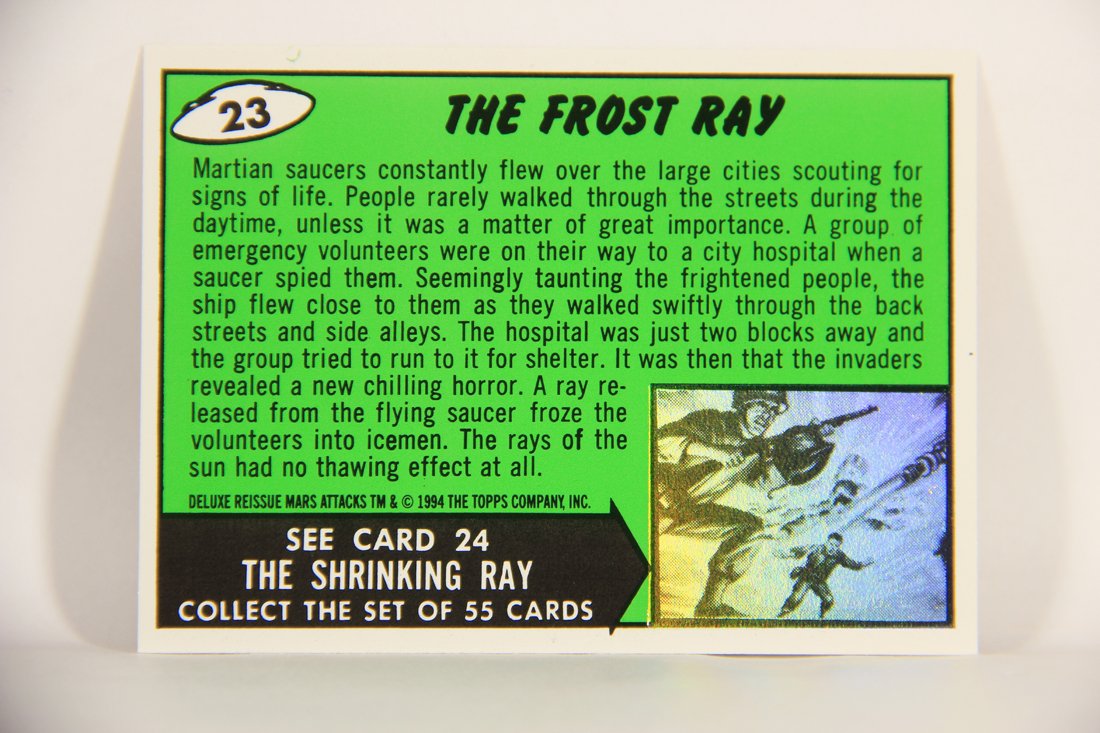 23
THE FROST RAY
Martian saucers constantly flew over the large cities scouting for
signs of life. People rarely walked through the streets during the
daytime, unless it was a matter of great importance. A group of
emergency volunteers were on their way to a city hospital when a
saucer spied them. Seemingly taunting the frightened people, the
ship flew close to them as they walked swiftly through the back
streets and side alleys. The hospital was just two blocks away and
the group tried to run to it for shelter. It was then that the invaders
revealed a new chilling horror. A ray re-
leased from the flying saucer froze the
volunteers into icemen. The rays of the
sun had no thawing effect at all.
DELUXE REISSUE MARS ATTACKS TM & © 1994 THE TOPPS COMPANY, INC.
SEE CARD 24
THE SHRINKING RAY
COLLECT THE SET OF 55 CARDS